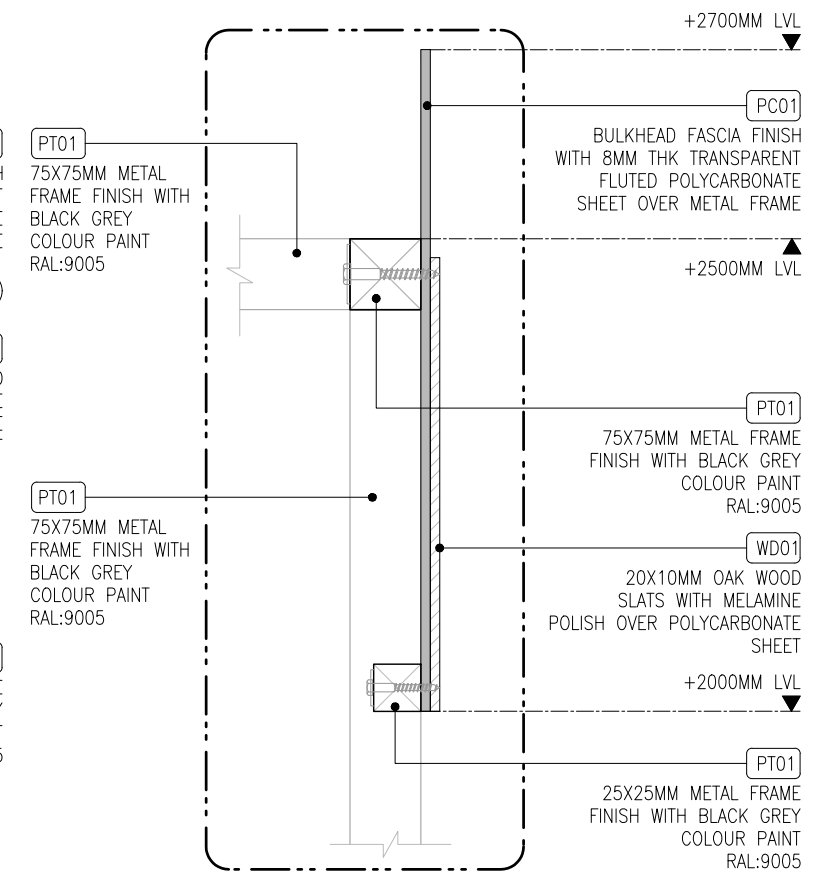 +2700MM LVL
PC01
BULKHEAD FASCIA FINISH
WITH 8MM THK TRANSPARENT
FLUTED POLYCARBONATE
SHEET OVER METAL FRAME
PT01
75X75MM METAL
FRAME FINISH WITH
BLACK GREY
COLOUR PAINT
RAL:9005
+2500MM LVL
PT01
75X75MM METAL FRAME
FINISH WITH BLACK GREY
COLOUR PAINT
RAL:9005
PT01
75X75MM METAL
FRAME FINISH WITH
BLACK GREY
COLOUR PAINT
RAL:9005
WD01
20X10MM OAK WOOD
SLATS WITH MELAMINE
POLISH OVER POLYCARBONATE
SHEET
+2000MM LVL
PT01
25X25MM METAL FRAME
FINISH WITH BLACK GREY
COLOUR PAINT
RAL:9005